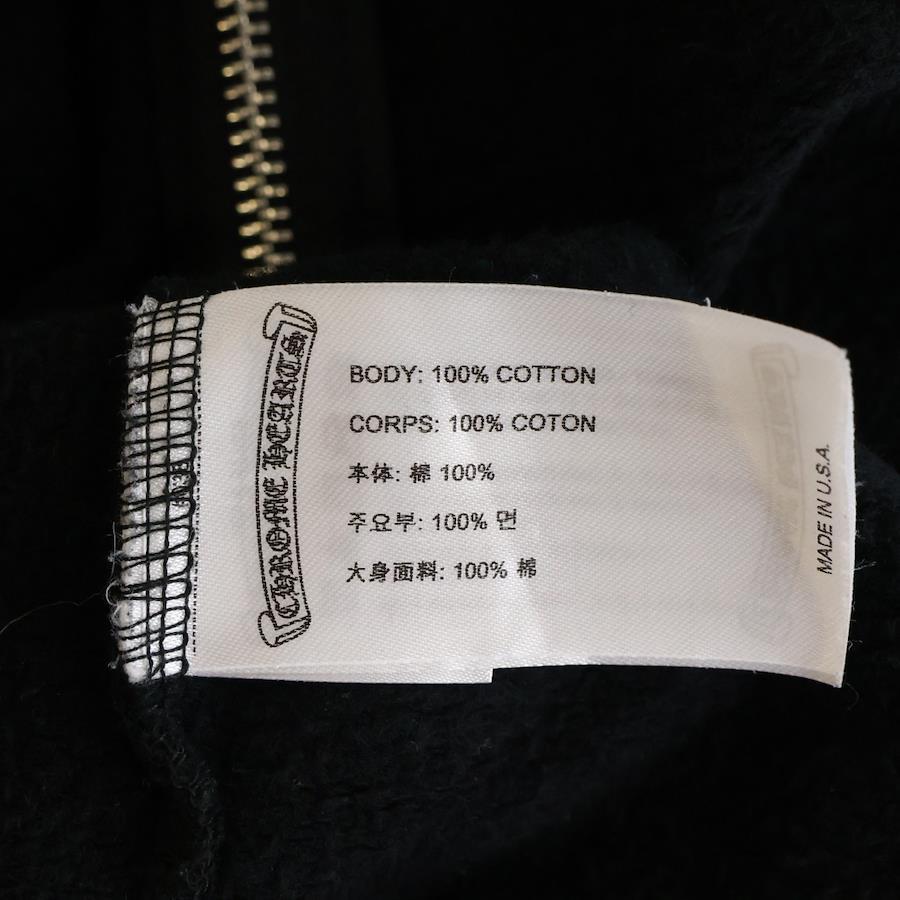 CHROME HEARTS
BODY: 100% COTTON
CORPS: 100% COTON
本体: 棉 100%
주요부: 100% 면
大身面料: 100% 棉
MADE IN U.S.A.